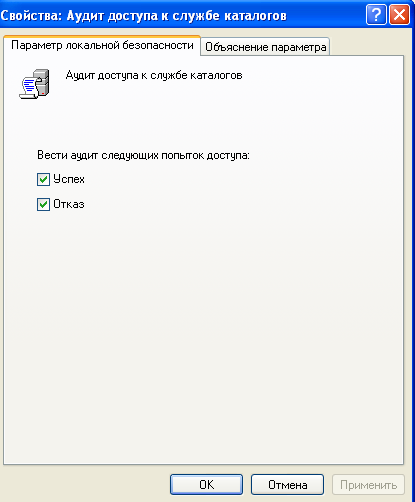 Свойства: Аудит доступа к службе каталогов
Параметр локальной безопасности
Объяснение параметра
Аудит доступа к службе каталогов
Вести аудит следующих попыток доступа:
Успех
Отказ
ОК
Отмена
Применить